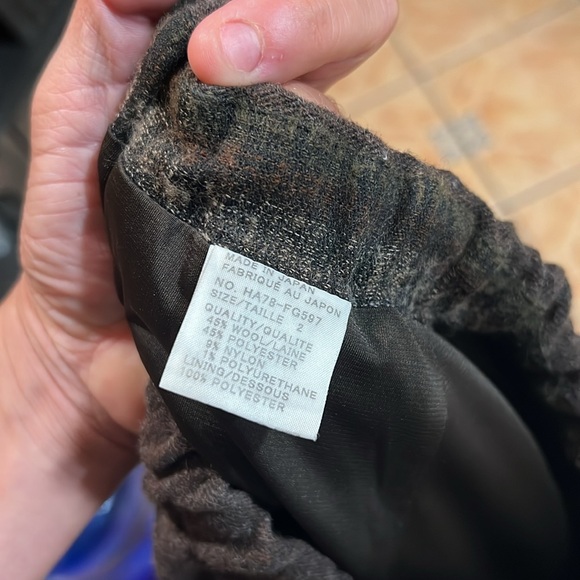 MADE IN JAPAN
FABRIQUÉ AU JAPON
NO. HA78-FG597
SIZE/TAILLE 2
QUALITY/QUALITE
45% WOOL/LAINE
45% POLYESTER
9% NYLON
1% POLYURETHANE
LINING/DESSOUS
100% POLYESTER